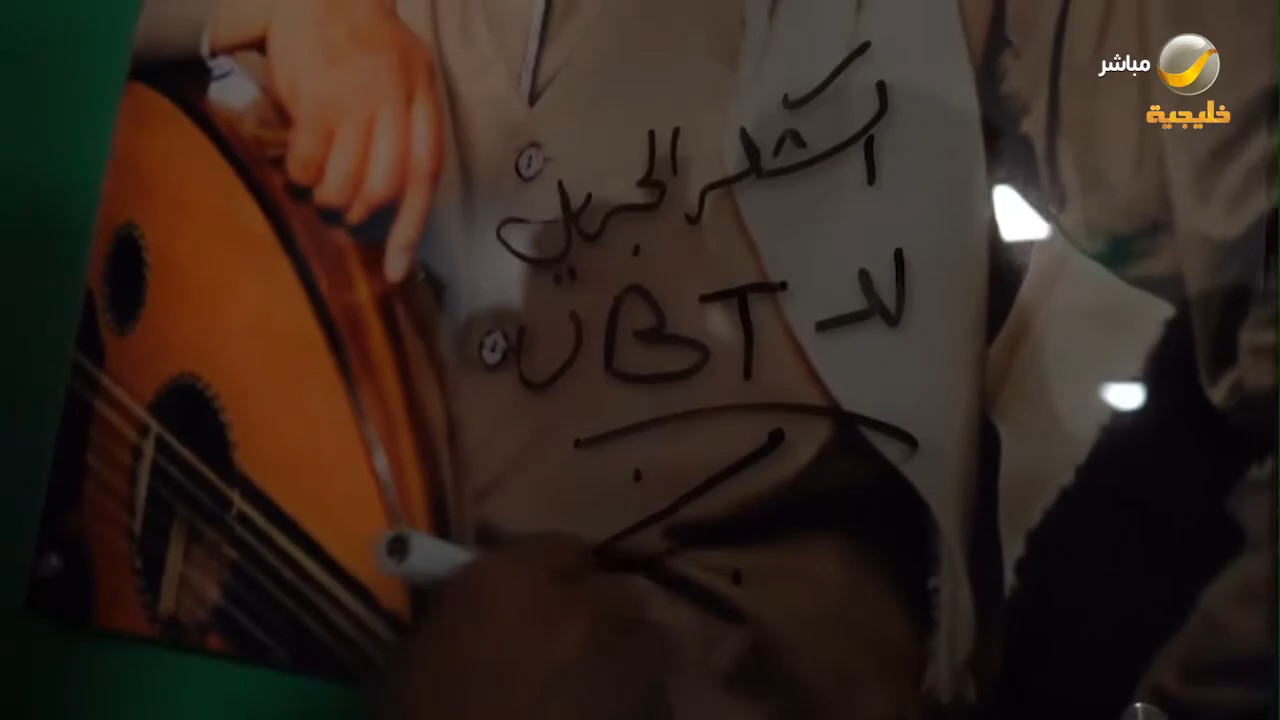 مباشر
خليجية
الشكر الجزيل
لـ UBT